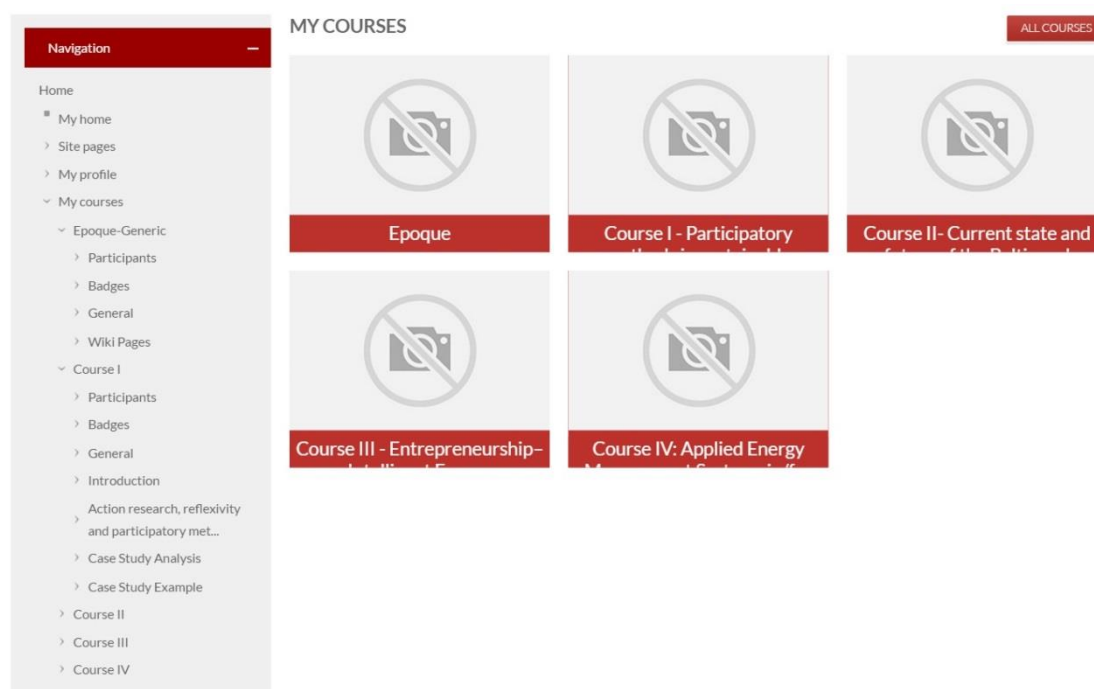 Navigation
Home
My home
Site pages
My profile
My courses
Epoque-Generic
Participants
Badges
General
Wiki Pages
Course I
Participants
Badges
General
Introduction
Action research, reflexivity
and participatory met...
Case Study Analysis
Case Study Example
Course II
Course III
Course IV
MY COURSES
ALL COURSES
Epoque
Course I - Participatory
Course II- Current state and
Course III - Entrepreneurship–
Course IV: Applied Energy